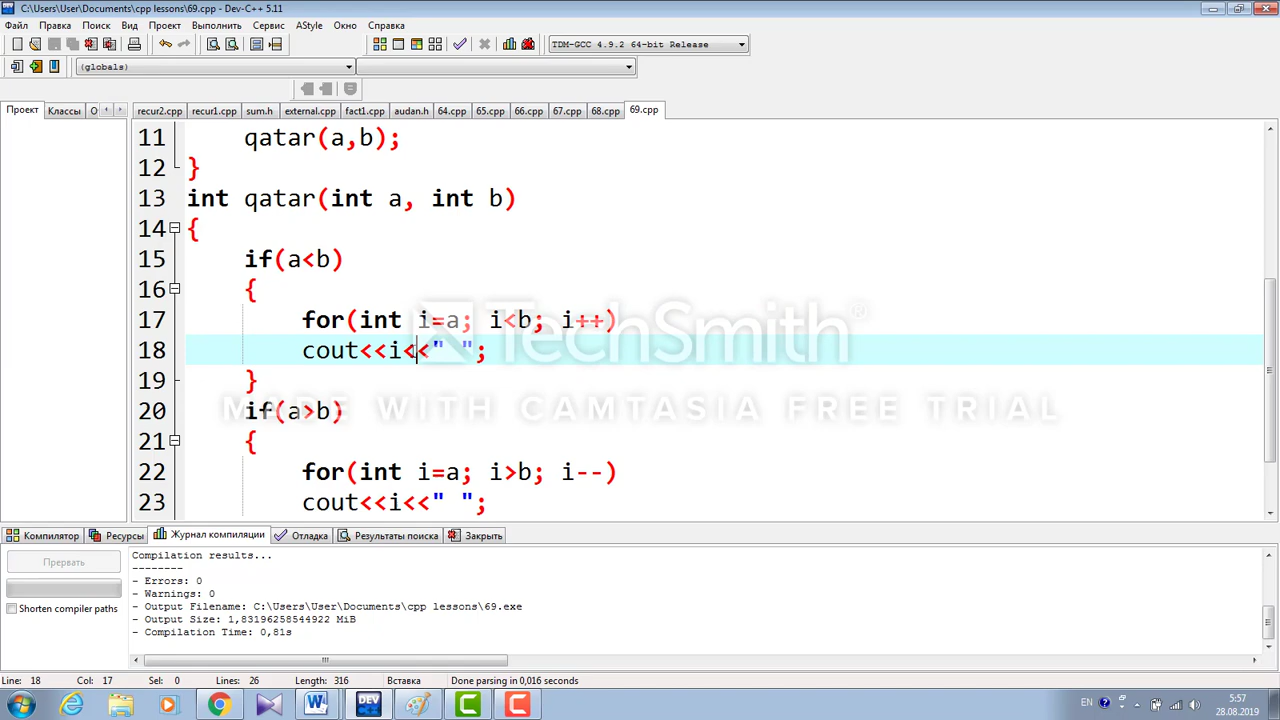 C:\Users\User\Documents\cpp lessons\69.cpp - Dev-C++ 5.11
Файл Правка Поиск Вид Проект Выполнить Сервис AStyle Окно Справка
TDM-GCC 4.9.2 64-bit Release
(globals)
Проект Классы О recur2.cpp recur1.cpp sum.h external.cpp fact1.cpp audan.h 64.cpp 65.cpp 66.cpp 67.cpp 68.cpp 69.cpp
11 qatar(a,b);
12 }
13 int qatar(int a, int b)
14 {
15 if(a<b)
16 {
17 for(int i=a; i<b; i++)
18 cout<<i<<" ";
19 }
20 if(a>b)
21 {
22 for(int i=a; i>b; i--)
23 cout<<i<<" ";
TechSmith®
MADE WITH CAMTASIA FREE TRIAL
Компилятор Ресурсы Журнал компиляции Отладка Результаты поиска Закрыть
Прервать
Shorten compiler paths
Compilation results...
--------
- Errors: 0
- Warnings: 0
- Output Filename: C:\Users\User\Documents\cpp lessons\69.exe
- Output Size: 1,83196258544922 MiB
- Compilation Time: 0,81s
Line: 18 Col: 17 Sel: 0 Lines: 26 Length: 316 Вставка Done parsing in 0,016 seconds
DEV C++
EN 5:57
28.08.2019